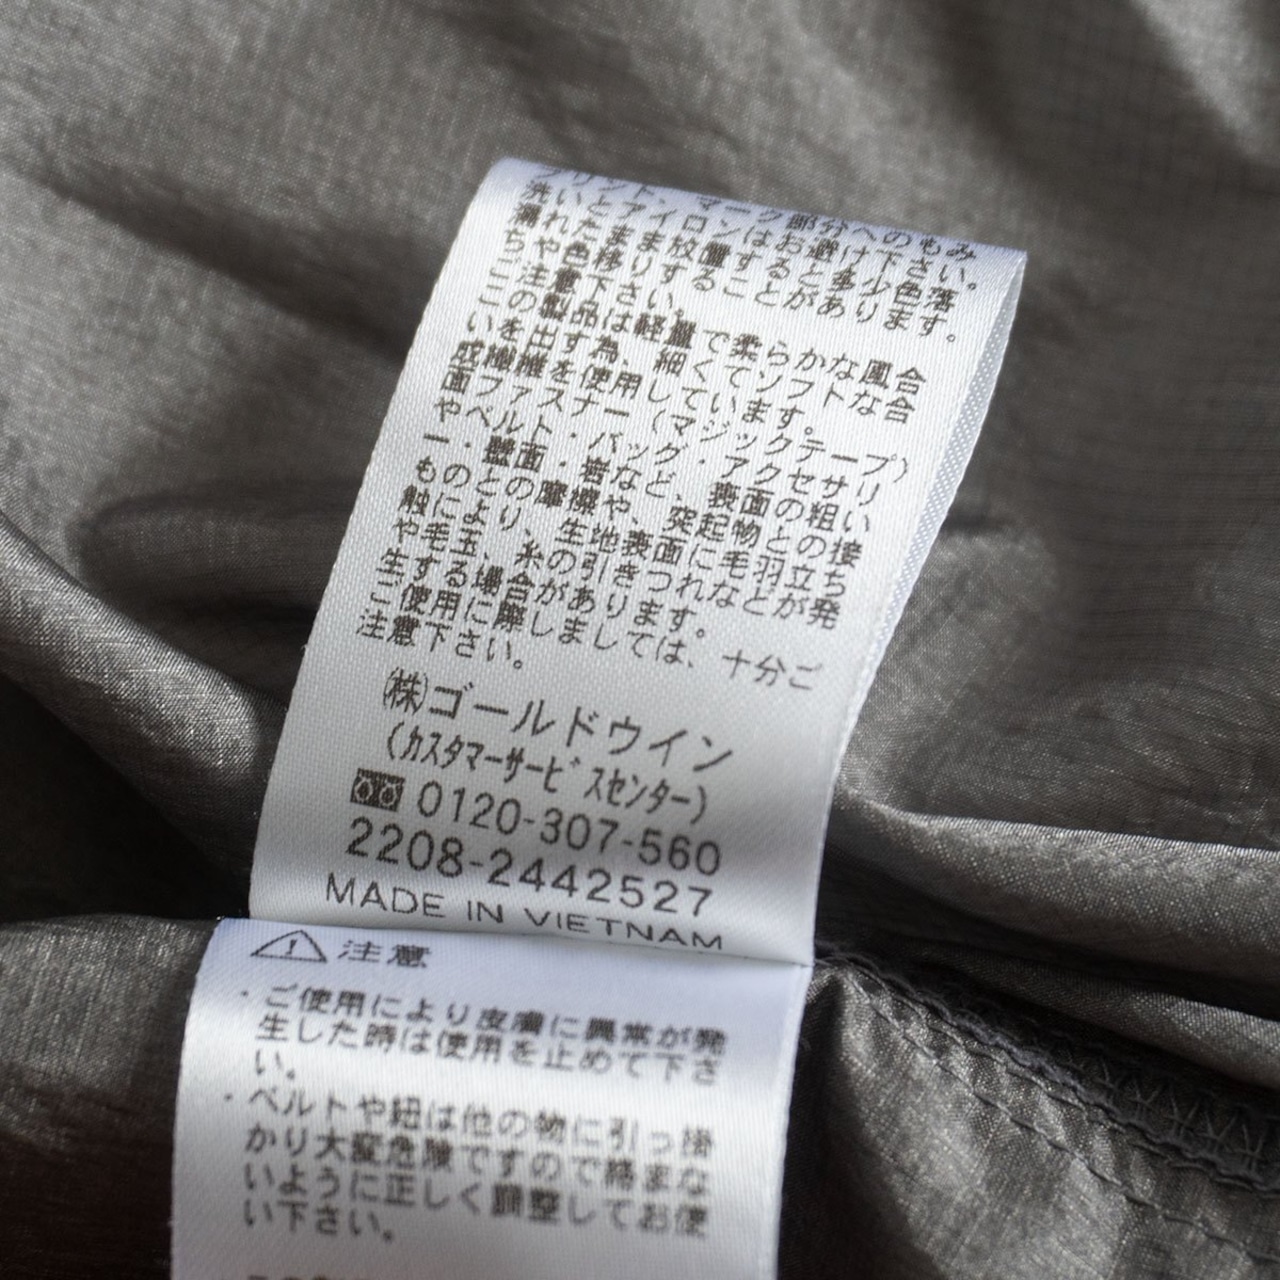 プリントマーク部分へのもみ
洗いとアイロンはお避け下さい。
濡れたまま放置すること多少色落
ちや色移りすることがあります。
ご注意下さい。
この製品は軽量で柔らかな風合
いを出す為、細くてソフトな合
成繊維を使用しています。
面ファスナー(マジックテープ)
やベルト・バッグ・アクセサリ
ー・壁面・岩など、表面の粗い
ものとの摩擦や、突起物との接
触により、生地表面に羽立ち
や毛玉、糸の引きつれなどが発
生する場合があります。
ご使用に際しましては、十分ご
注意下さい。
㈱ゴールドウイン
(カスタマーサービスセンター)
0120-307-560
2208-2442527
MADE IN VIETNAM
注意
・ご使用により皮膚に異常が発
生した時は使用を止めて下さ
い。
・ベルトや紐は他の物に引っ掛
かり大変危険ですので締まな
いように正しく調整してお使
い下さい。